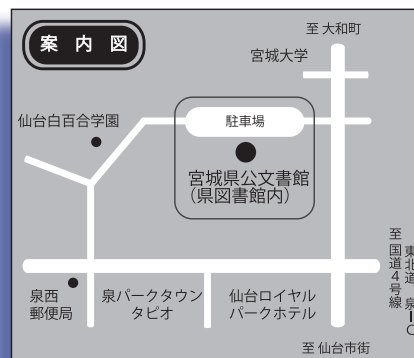 案内図
至 大和町
宮城大学
仙台白百合学園
駐車場
宮城県公文書館
（県図書館内）
至 国道4号線
東北道 泉IC
泉西
郵便局
泉パークタウン
タピオ
仙台ロイヤル
パークホテル
至 仙台市街